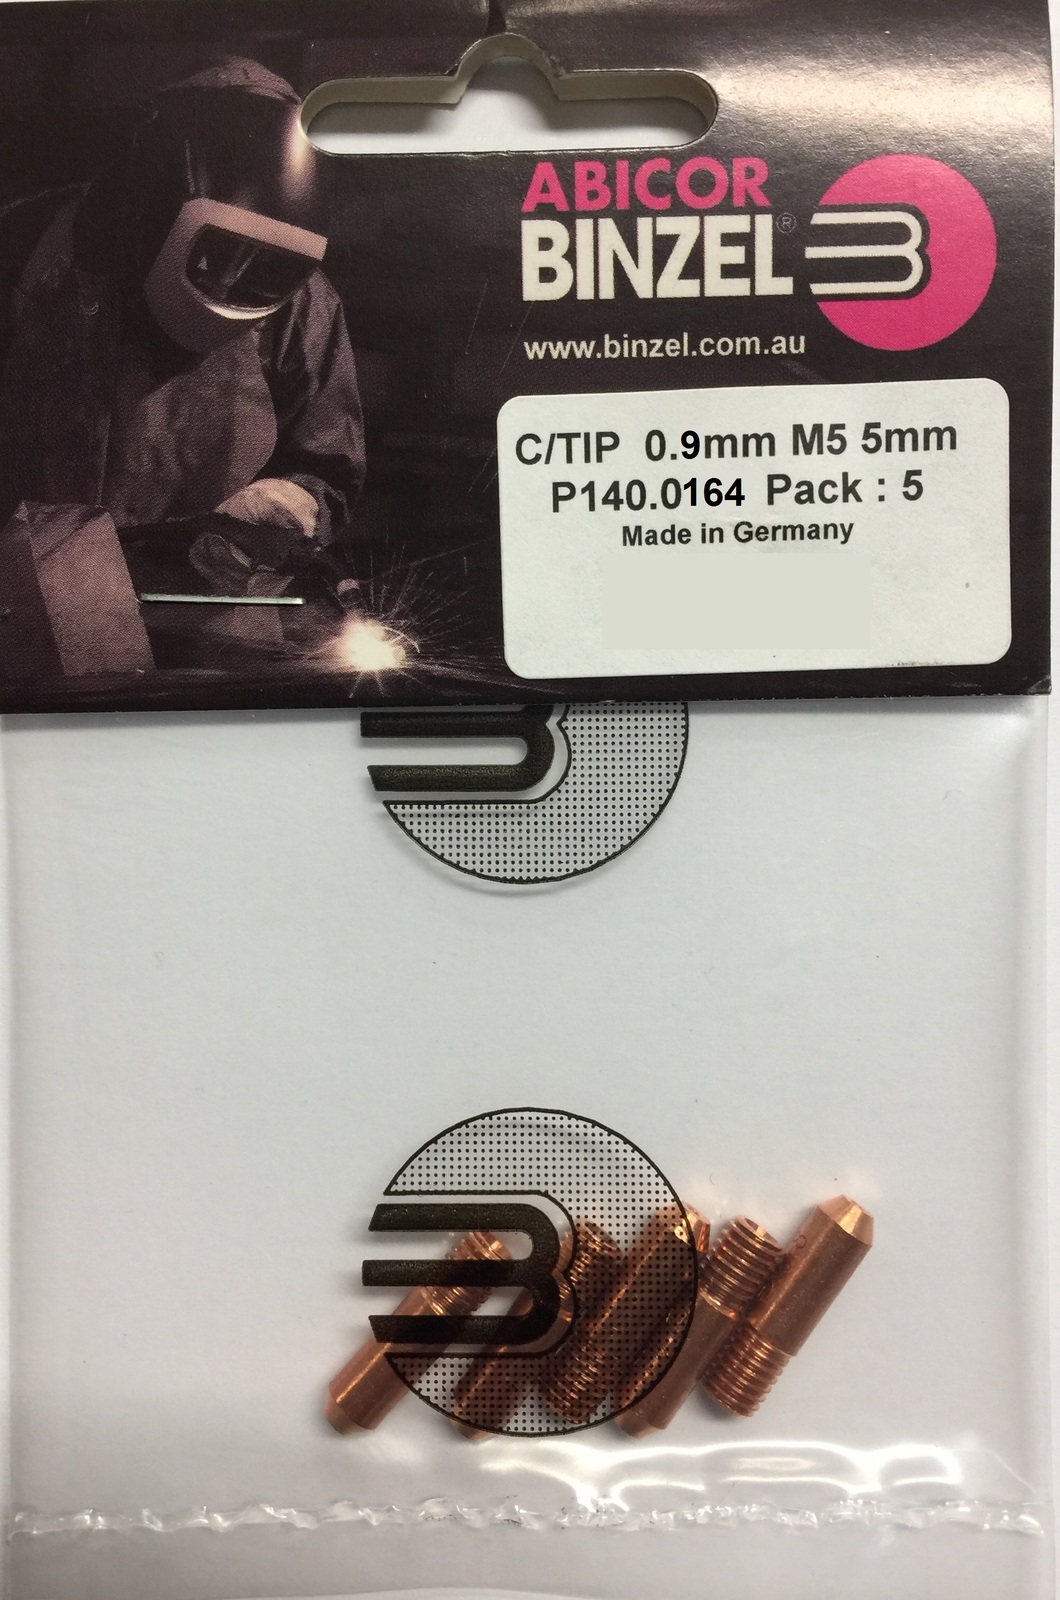 ABICOR
BINZEL®
www.binzel.com.au
C/TIP 0.9mm M5 5mm
P140.0164 Pack : 5
Made in Germany